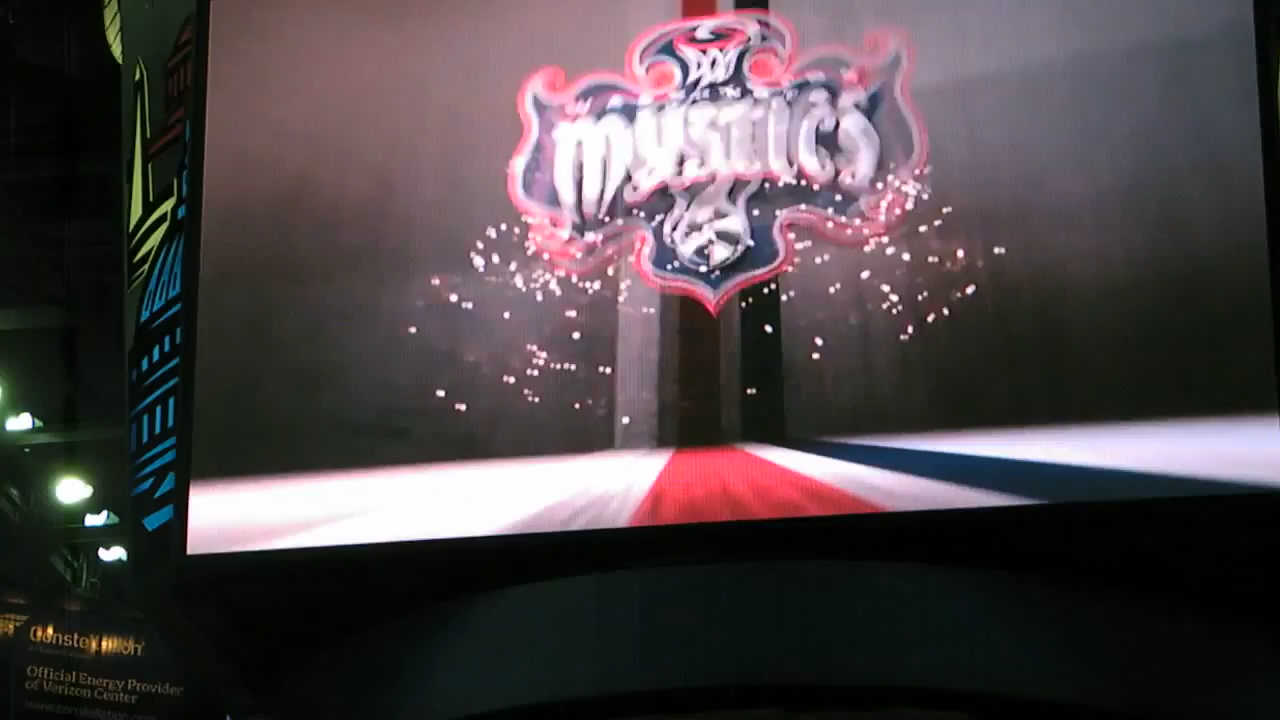 mystics
Constellation
Official Energy Provider
of Verizon Center